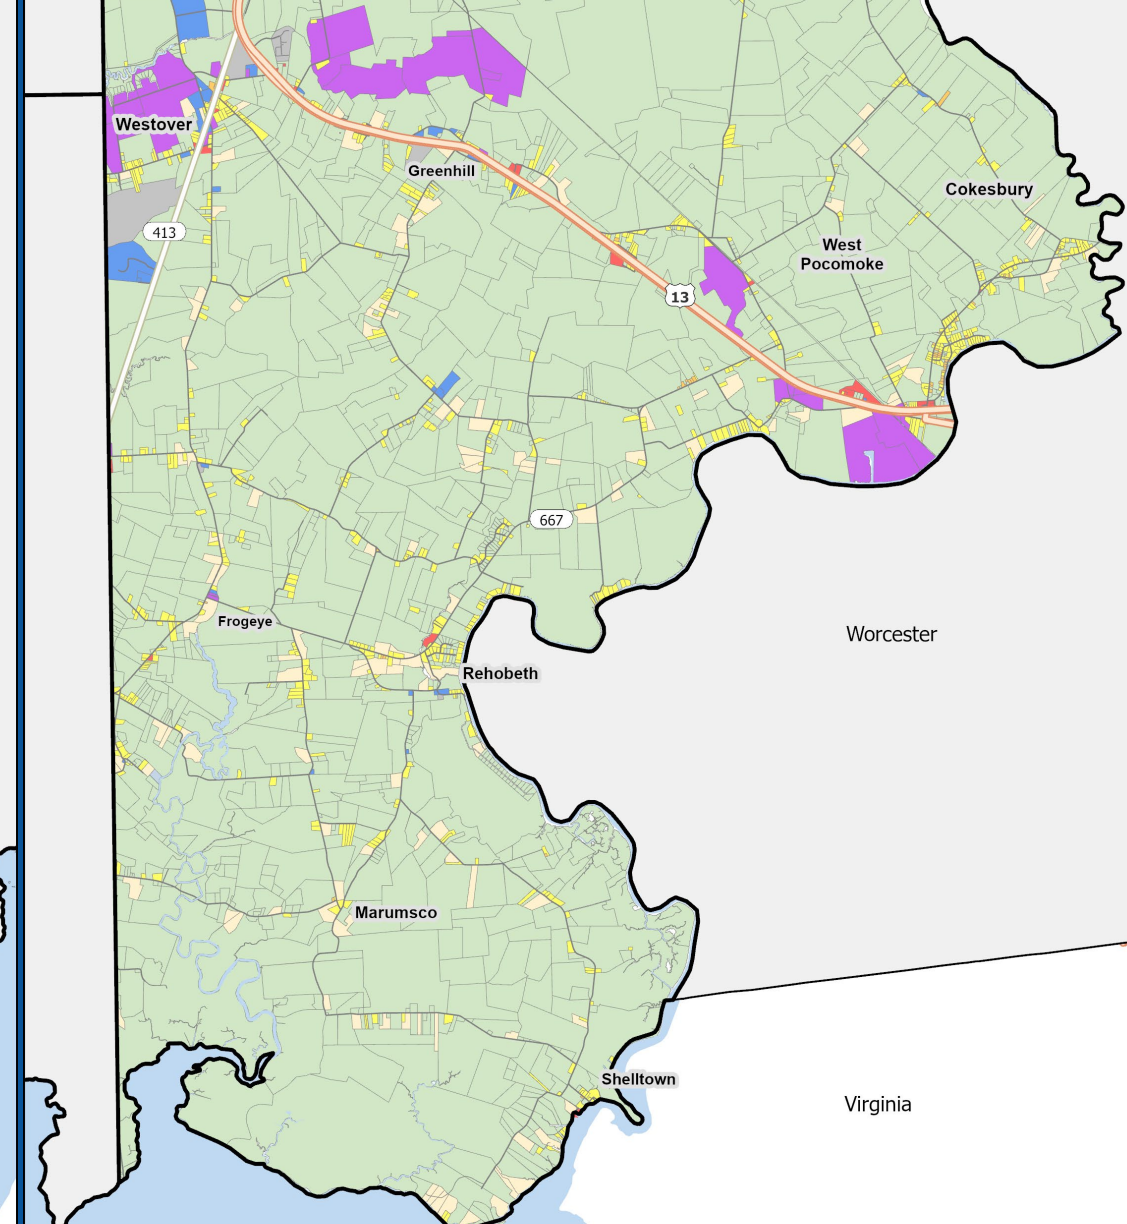 Westover
Greenhill
Cokesbury
413
West
Pocomoke
13
667
Frogeye
Worcester
Rehobeth
Marumsco
Shelltown
Virginia